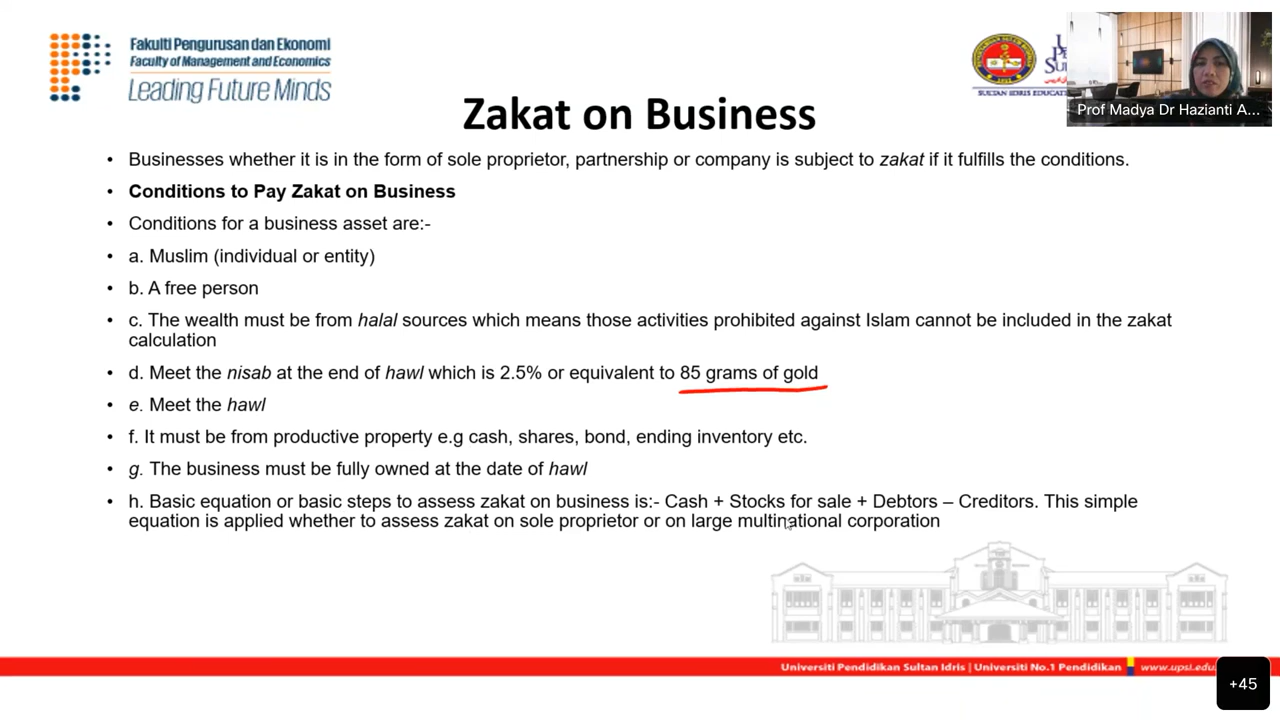 Fakulti Pengurusan dan Ekonomi
Faculty of Management and Economics
Leading Future Minds
SULTAN IDRIS EDUCAT
Prof Madya Dr Hazianti A...
Zakat on Business
• Businesses whether it is in the form of sole proprietor, partnership or company is subject to zakat if it fulfills the conditions.
• Conditions to Pay Zakat on Business
• Conditions for a business asset are:-
• a. Muslim (individual or entity)
• b. A free person
• c. The wealth must be from halal sources which means those activities prohibited against Islam cannot be included in the zakat
calculation
• d. Meet the nisab at the end of hawl which is 2.5% or equivalent to 85 grams of gold
• e. Meet the hawl
• f. It must be from productive property e.g cash, shares, bond, ending inventory etc.
• g. The business must be fully owned at the date of hawl
• h. Basic equation or basic steps to assess zakat on business is:- Cash + Stocks for sale + Debtors – Creditors. This simple
equation is applied whether to assess zakat on sole proprietor or on large multinational corporation
Universiti Pendidikan Sultan Idris | Universiti No.1 Pendidikan www.upsi.edu.
+45